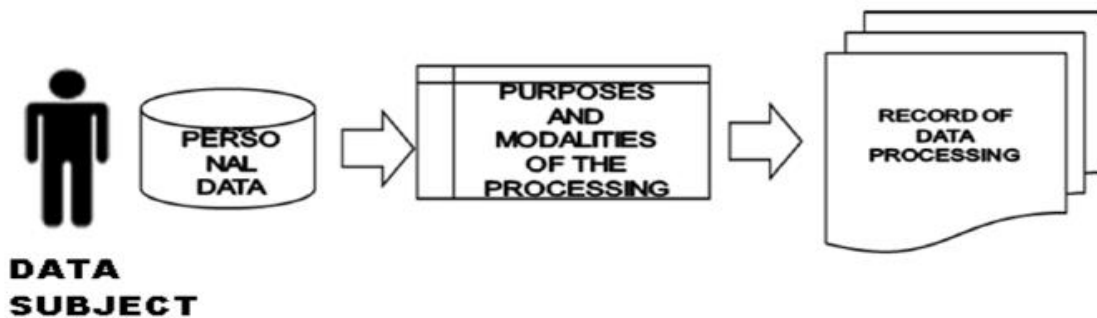 PERSO
NAL
DATA
PURPOSES
AND
MODALITIES
OF THE
PROCESSING
RECORD OF
DATA
PROCESSING
DATA
SUBJECT